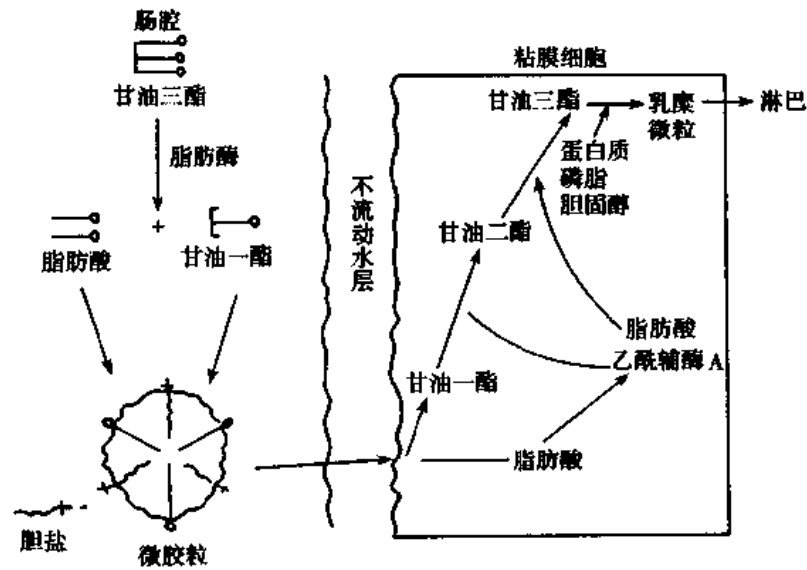 肠腔
甘油三酯
脂肪酶
+
脂肪酸
甘油一酯
胆盐
微胶粒
不流动水层
粘膜细胞
甘油三酯
乳糜
微粒
淋巴
蛋白质
磷脂
胆固醇
甘油二酯
脂肪酸
乙酰辅酶 A
甘油一酯
脂肪酸